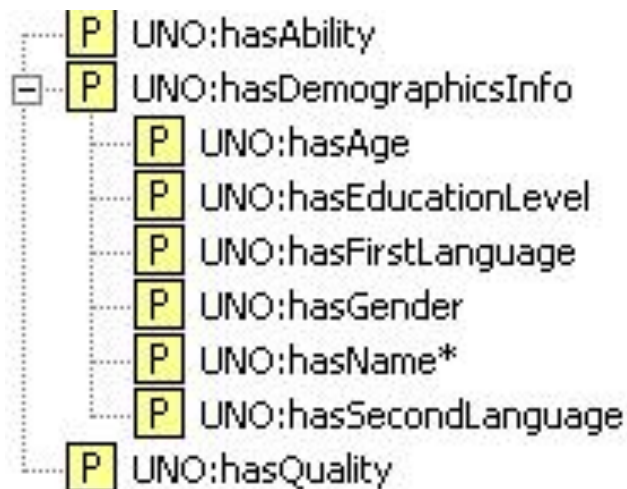 P UNO:hasAbility
P UNO:hasDemographicsInfo
P UNO:hasAge
P UNO:hasEducationLevel
P UNO:hasFirstLanguage
P UNO:hasGender
P UNO:hasName*
P UNO:hasSecondLanguage
P UNO:hasQuality